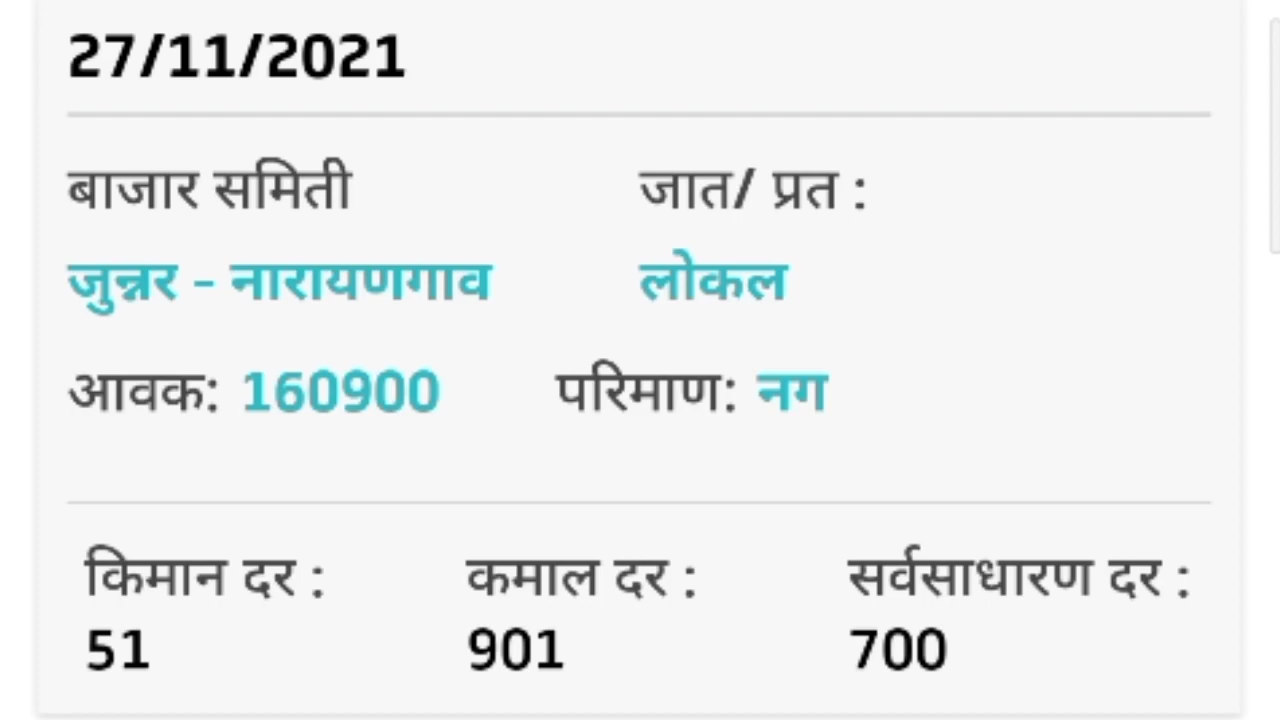 27/11/2021
बाजार समिती जात/ प्रत :
जुन्नर - नारायणगाव लोकल
आवक: 160900 परिमाण: नग
किमान दर : कमाल दर : सर्वसाधारण दर :
51 901 700